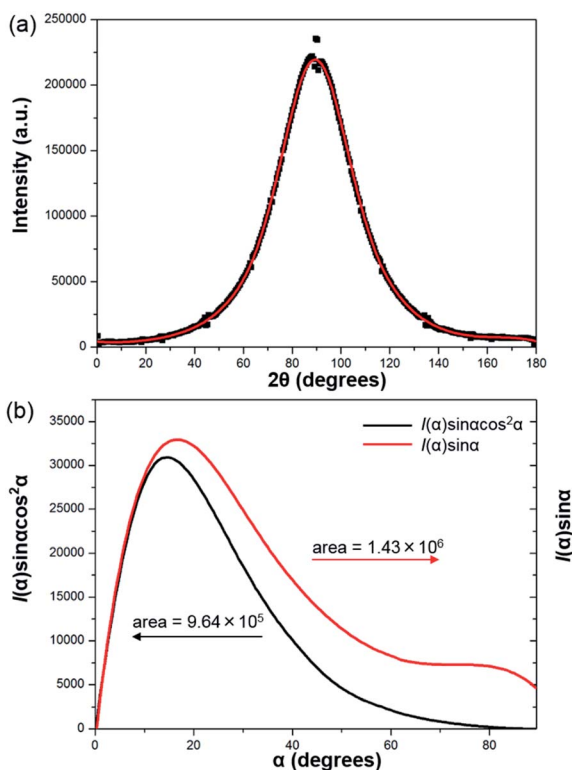 (a)
250000
200000
150000
100000
50000
0
Intensity (a.u.)
0 20 40 60 80 100 120 140 160 180
2θ (degrees)
(b)
35000
30000
25000
20000
15000
10000
5000
0
I(α)sinαcos²α
I(α)sinαcos²α
I(α)sinα
area = 1.43 × 10⁶
area = 9.64 × 10⁵
I(α)sinα
0 20 40 60 80
α (degrees)